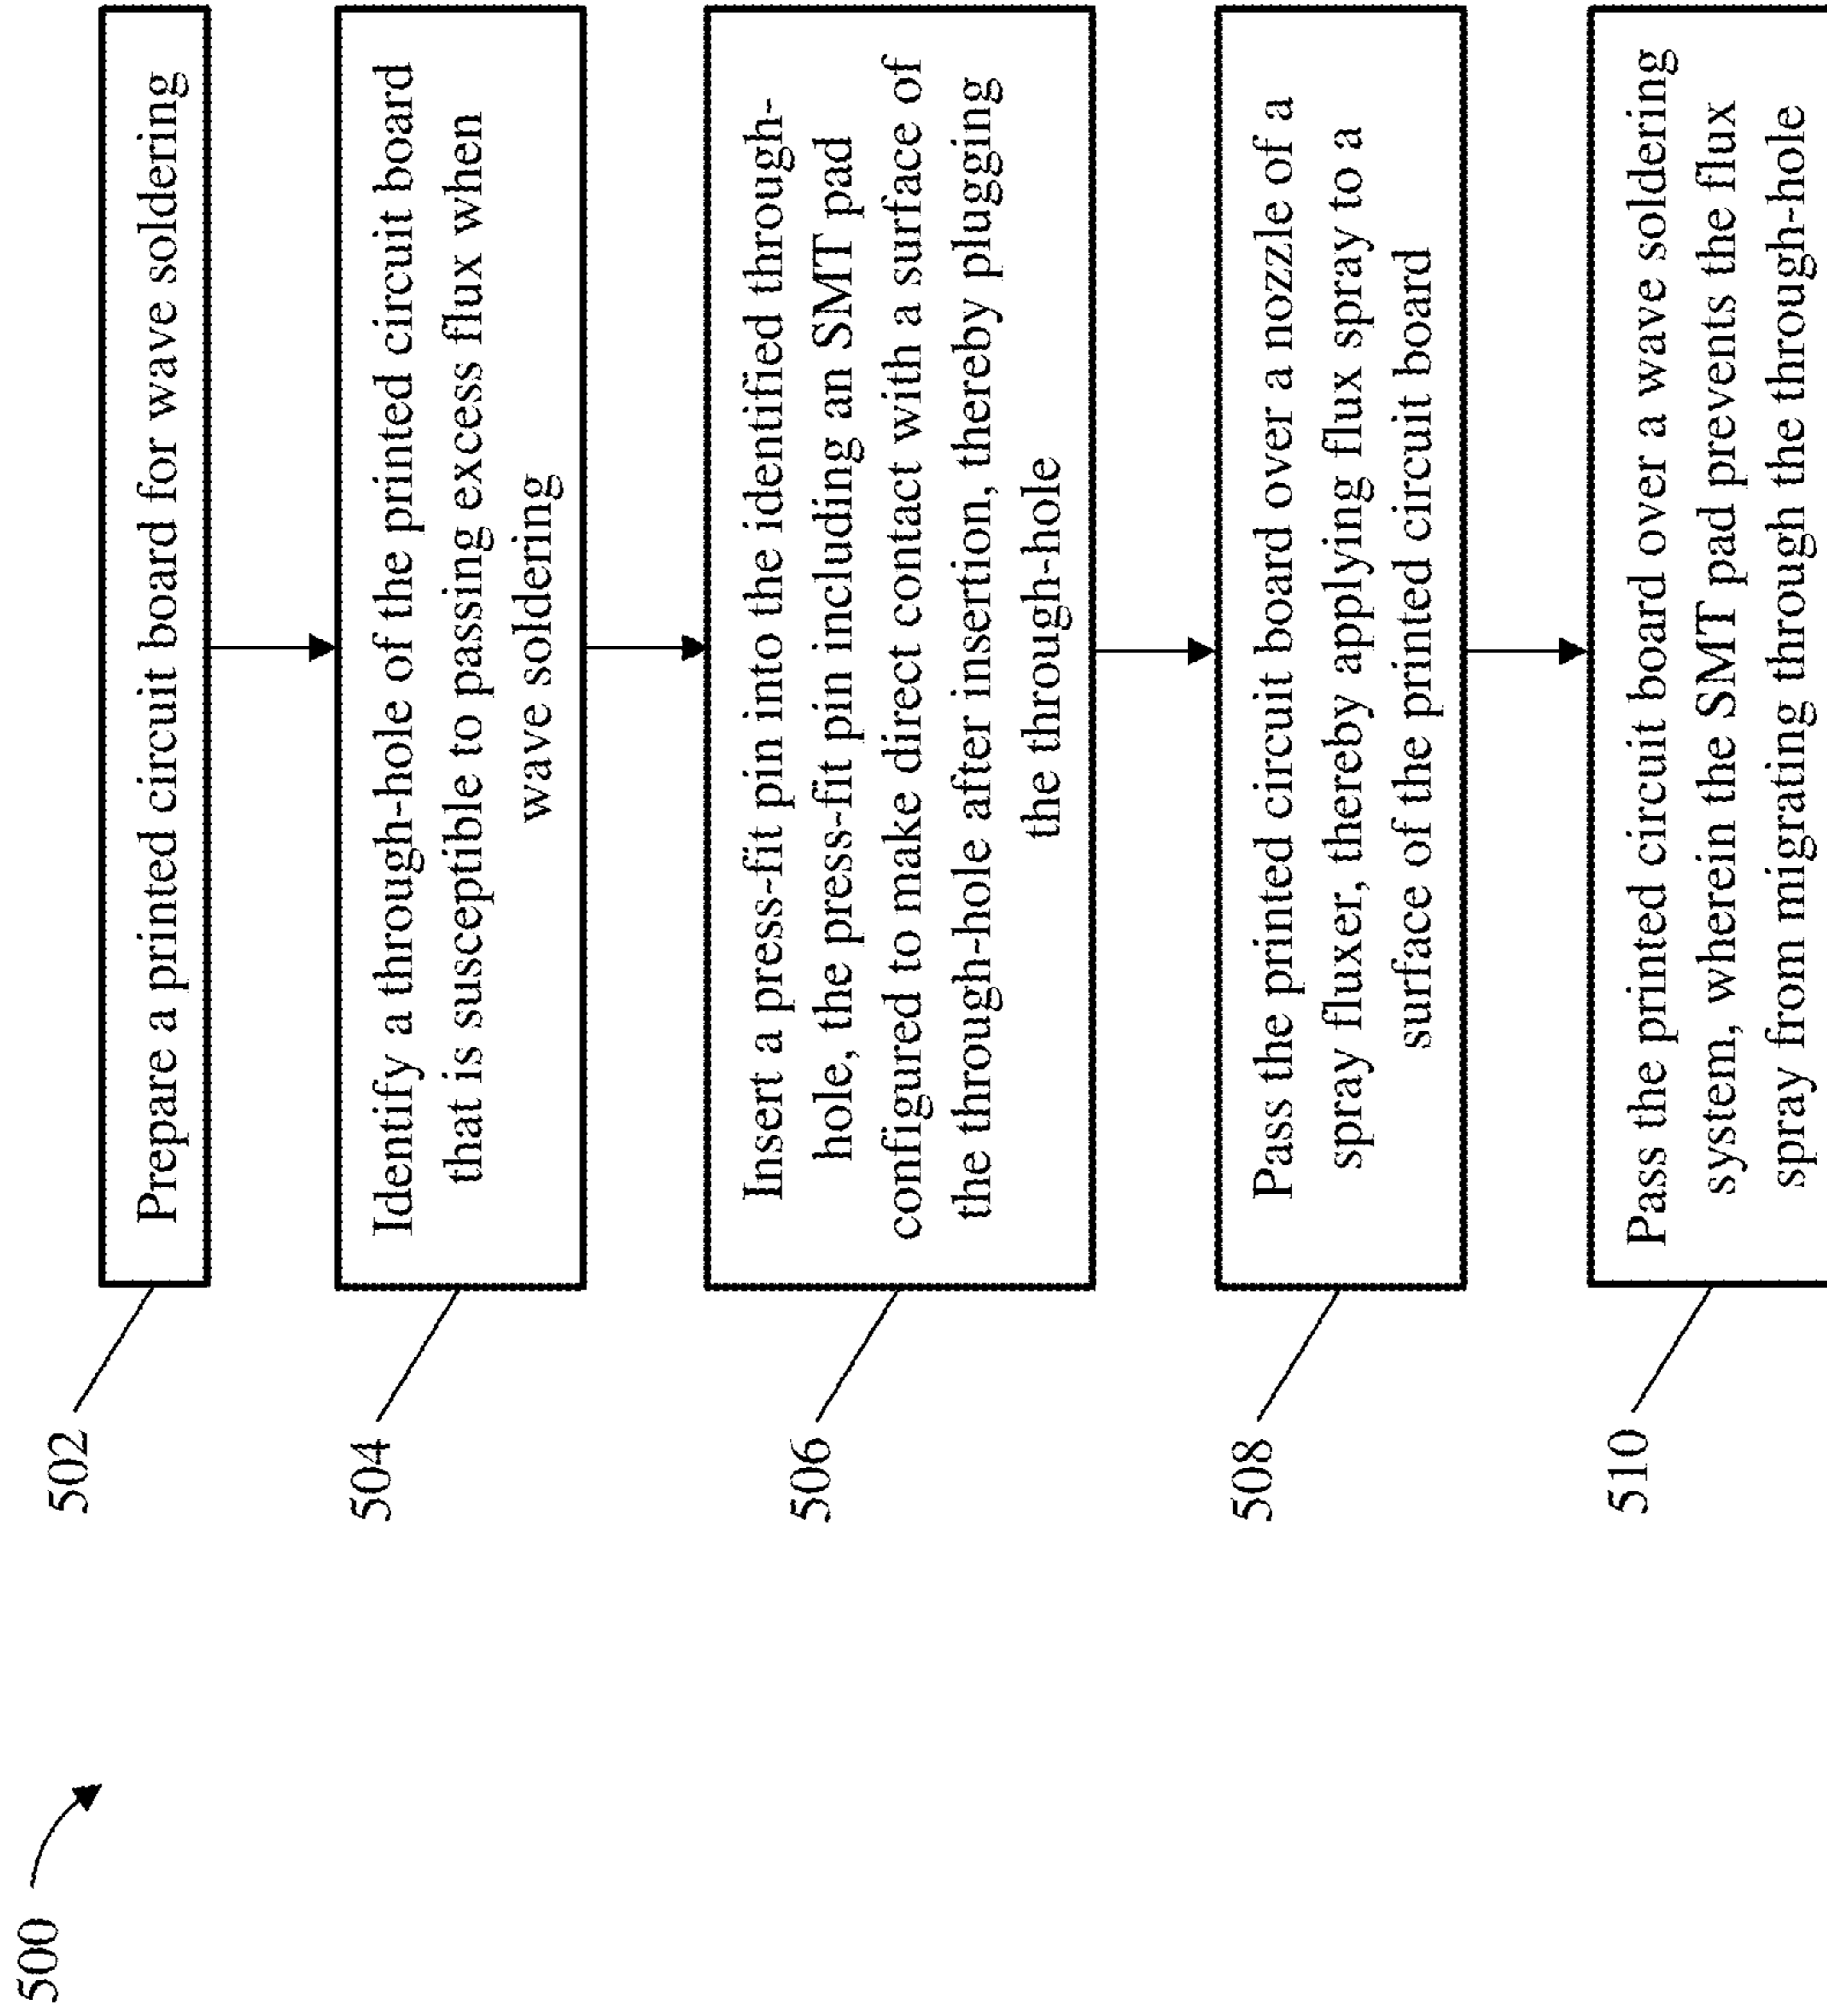 500
502
Prepare a printed circuit board for wave soldering
504
Identify a through-hole of the printed circuit board
that is susceptible to passing excess flux when
wave soldering
506
Insert a press-fit pin into the identified through-
hole, the press-fit pin including an SMT pad
configured to make direct contact with a surface of
the through-hole after insertion, thereby plugging
the through-hole
508
Pass the printed circuit board over a nozzle of a
spray fluxer, thereby applying flux spray to a
surface of the printed circuit board
510
Pass the printed circuit board over a wave soldering
system, wherein the SMT pad prevents the flux
spray from migrating through the through-hole